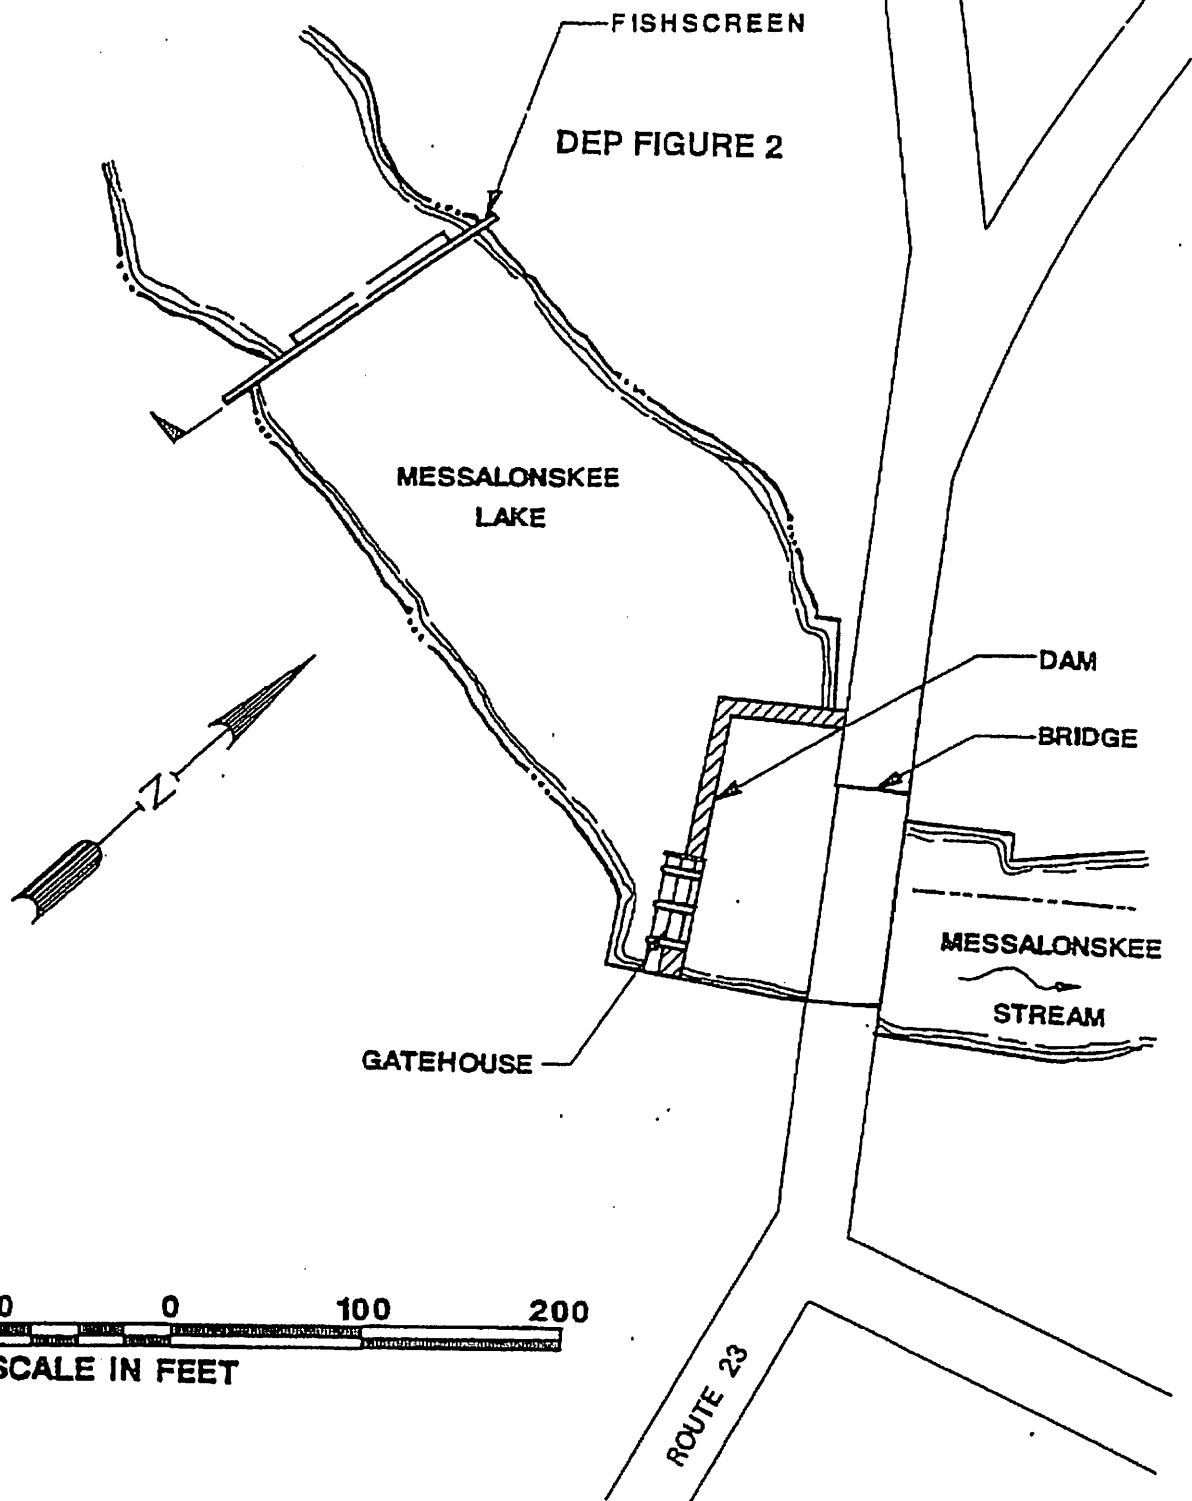 FISHSCREEN
DEP FIGURE 2
MESSALONSKEE
LAKE
DAM
BRIDGE
N
MESSALONSKEE
STREAM
GATEHOUSE
0 0 100 200
SCALE IN FEET
ROUTE 23